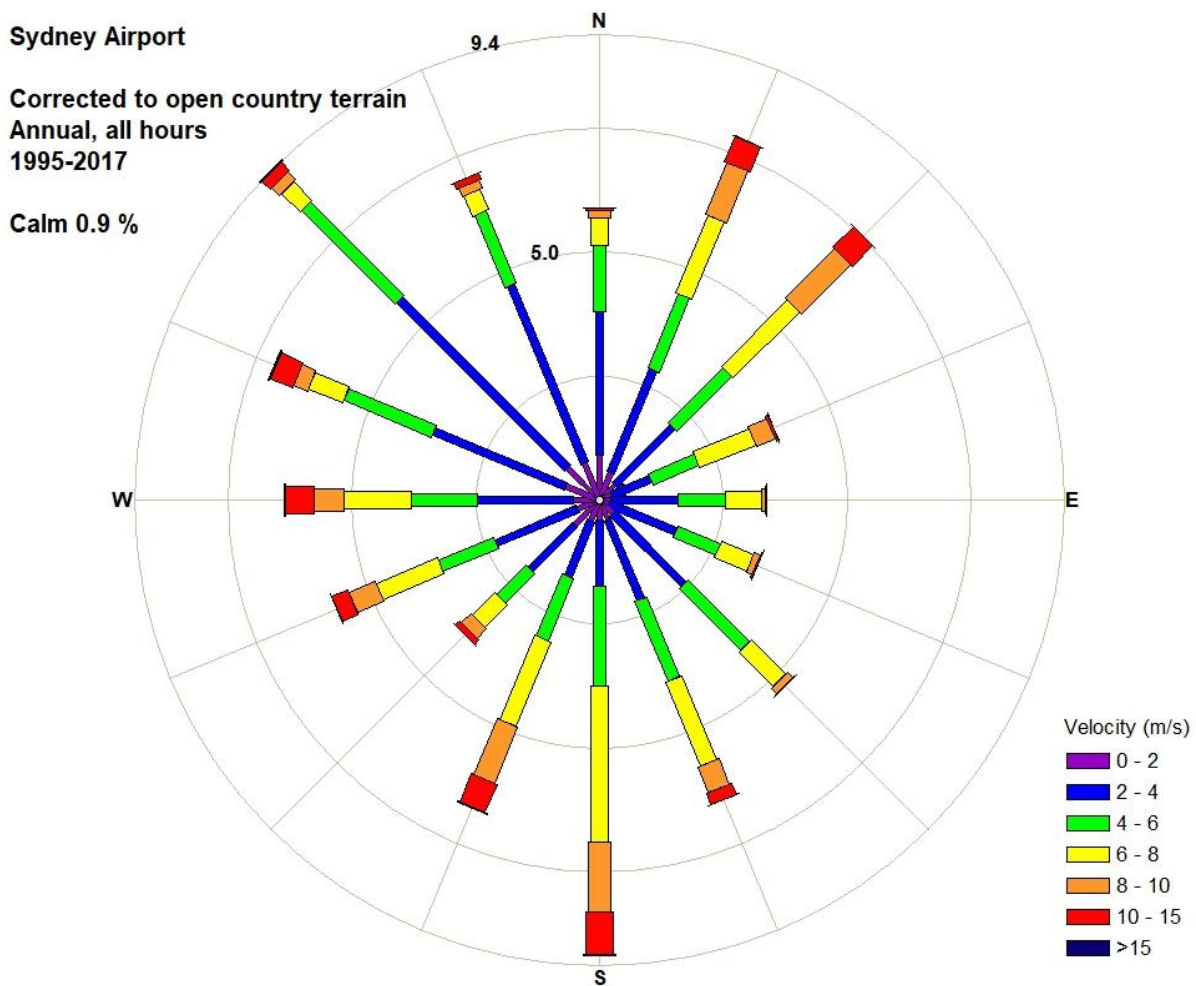 Sydney Airport
Corrected to open country terrain
Annual, all hours
1995-2017
Calm 0.9 %
N
9.4
5.0
W
E
S
Velocity (m/s)
0 - 2
2 - 4
4 - 6
6 - 8
8 - 10
10 - 15
>15